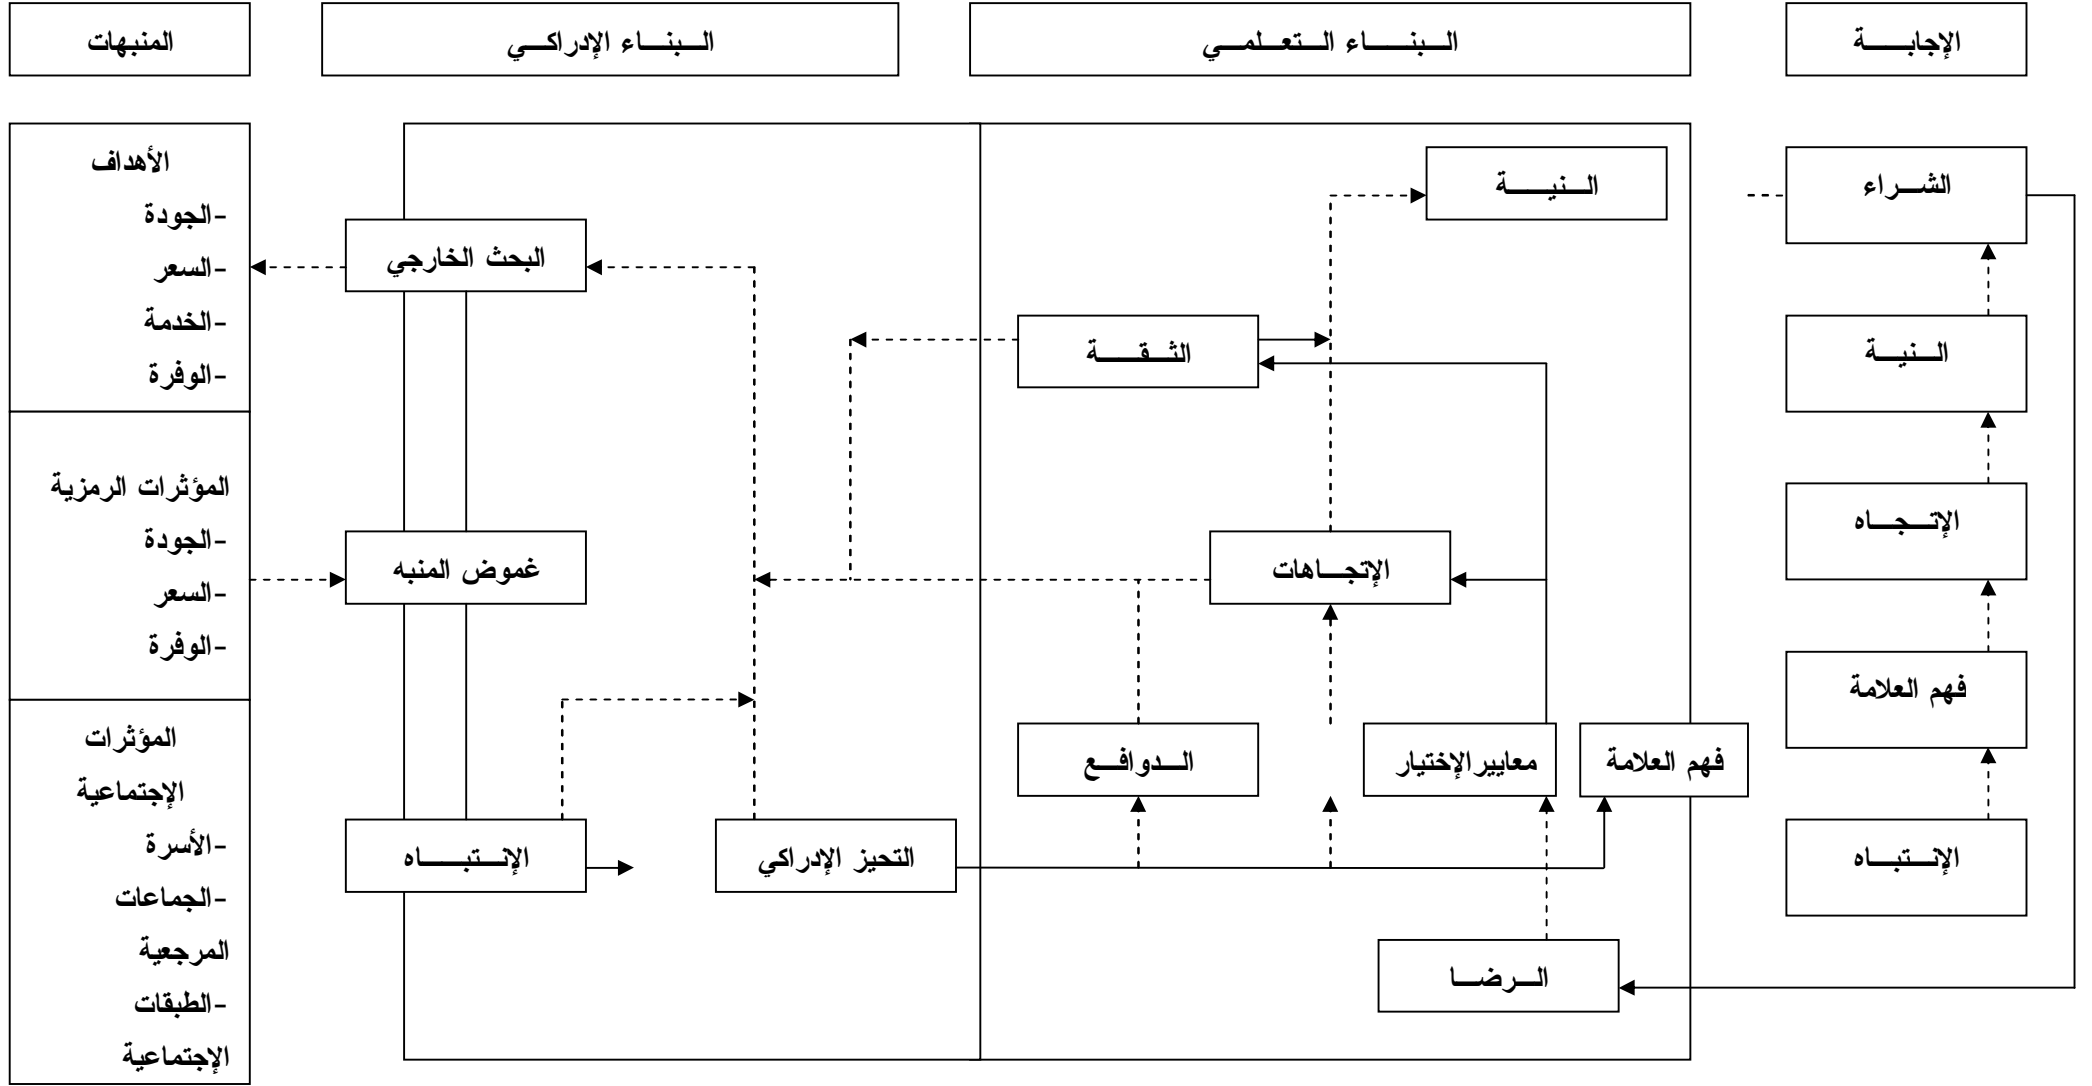 المنبهات
البناء الإدراكي
البناء التعلمي
الإجابة
الأهداف
-الجودة
-السعر
-الخدمة
-الوفرة
المؤثرات الرمزية
-الجودة
-السعر
-الوفرة
المؤثرات
الإجتماعية
-الأسرة
-الجماعات
المرجعية
-الطبقات
الإجتماعية
البحث الخارجي
غموض المنبه
الإنتباه
التحيز الإدراكي
النية
الثقة
الإتجاهات
الدوافع
معايير الإختيار
فهم العلامة
الرضا
الشراء
النية
الإتجاه
فهم العلامة
الإنتباه